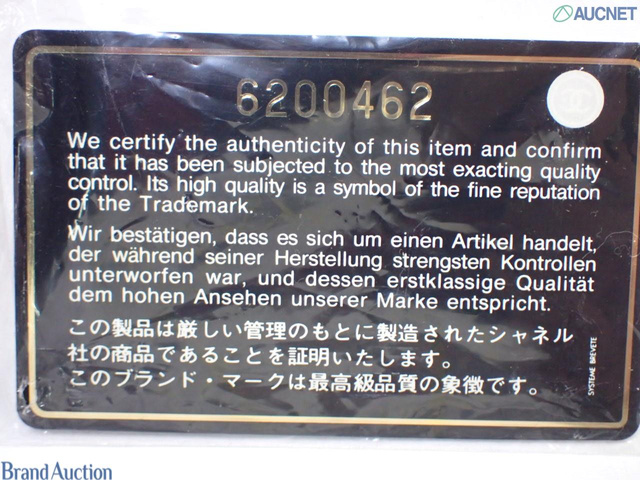 AUCNET
6200462
We certify the authenticity of this item and confirm
that it has been subjected to the most exacting quality
control. Its high quality is a symbol of the fine reputation
of the Trademark.
Wir bestätigen, dass es sich um einen Artikel handelt,
der während seiner Herstellung strengsten Kontrollen
unterworfen war, und dessen erstklassige Qualität
dem hohen Ansehen unserer Marke entspricht.
この製品は厳しい管理のもとに製造されたシャネル
社の商品であることを証明いたします。
このブランド・マークは最高級品質の象徴です。
SYSTEME BREVETE
Brand Auction